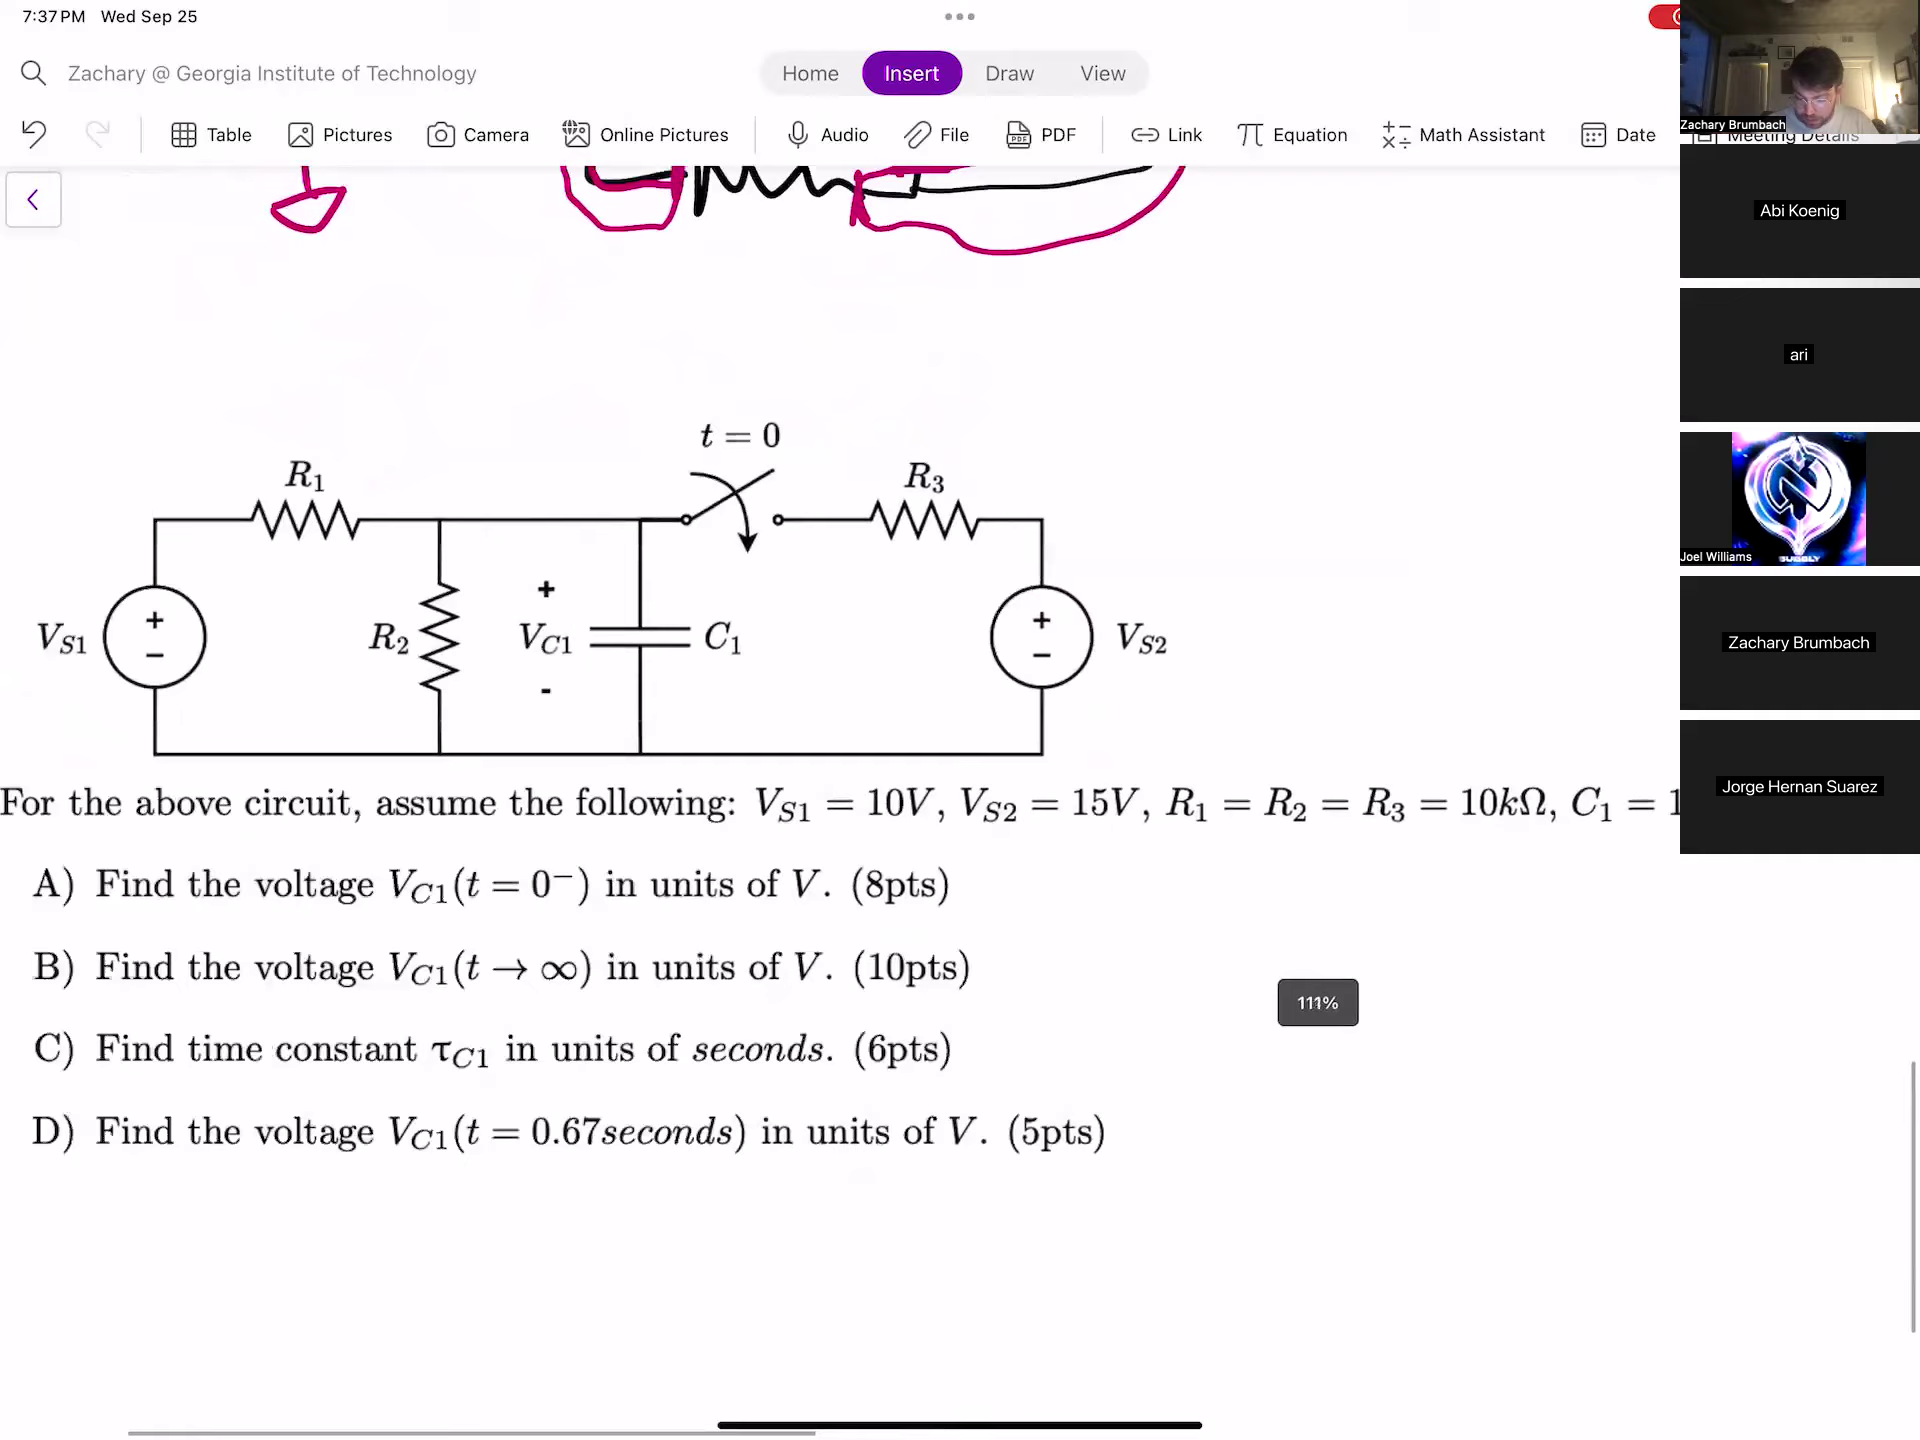 7:37 PM Wed Sep 25
Zachary @ Georgia Institute of Technology
Home Insert Draw View
Table Pictures Camera Online Pictures Audio File PDF Link Equation Math Assistant Date Meeting Details
Zachary Brumbach
Abi Koenig
ari
Joel Williams
Zachary Brumbach
Jorge Hernan Suarez
t = 0
R1
R3
+
+
+
VS1
R2
VC1
C1
VS2
−
−
-
For the above circuit, assume the following: VS1 = 10V, VS2 = 15V, R1 = R2 = R3 = 10kΩ, C1 = 1
A) Find the voltage VC1(t = 0−) in units of V. (8pts)
B) Find the voltage VC1(t → ∞) in units of V. (10pts)
111%
C) Find time constant τC1 in units of seconds. (6pts)
D) Find the voltage VC1(t = 0.67seconds) in units of V. (5pts)